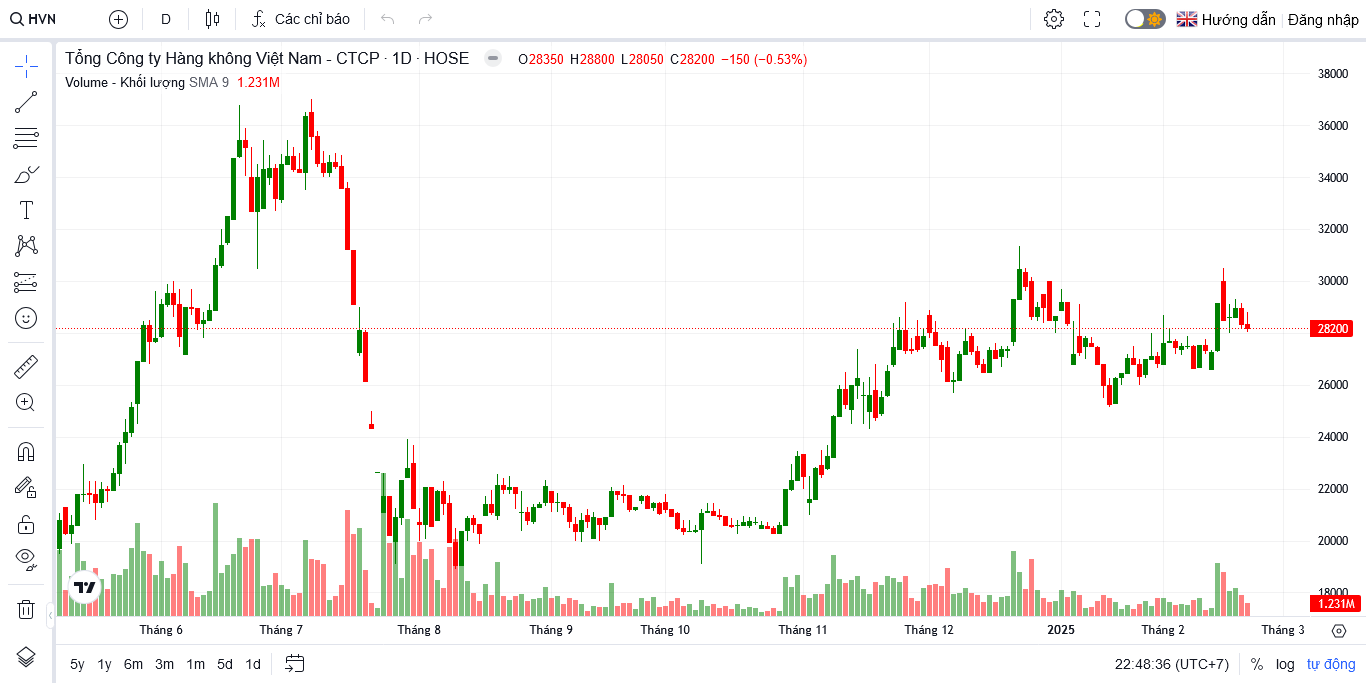 HVN D Các chỉ báo Hướng dẫn Đăng nhập
Tổng Công ty Hàng không Việt Nam - CTCP · 1D · HOSE O28350 H28800 L28050 C28200 −150 (−0.53%)
Volume - Khối lượng SMA 9 1.231M
38000
36000
34000
32000
30000
28200
26000
24000
22000
20000
18000
1.231M
Tháng 6 Tháng 7 Tháng 8 Tháng 9 Tháng 10 Tháng 11 Tháng 12 2025 Tháng 2 Tháng 3
5y 1y 6m 3m 1m 5d 1d 22:48:36 (UTC+7) % log tự động